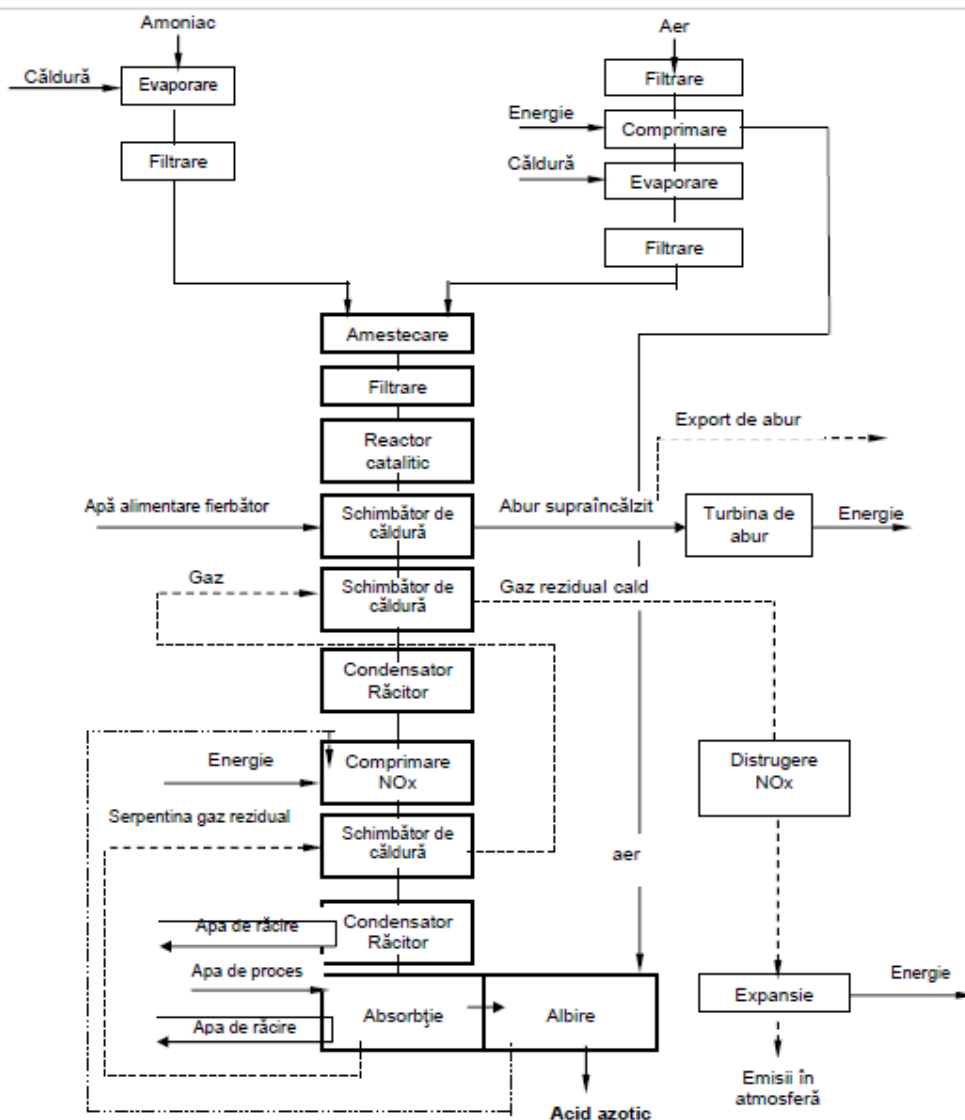 Amoniac
Aer
Căldură
Evaporare
Filtrare
Energie
Comprimare
Filtrare
Căldură
Evaporare
Filtrare
Amestecare
Filtrare
Export de abur
Reactor
catalitic
Apă alimentare fierbător
Schimbător de
căldură
Abur supraîncălzit
Turbina de
abur
Energie
Gaz
Schimbător de
căldură
Gaz rezidual cald
Condensator
Răcitor
Energie
Comprimare
NOx
Distrugere
NOx
Serpentina gaz rezidual
Schimbător de
căldură
aer
Apa de răcire
Condensator
Răcitor
Apa de proces
Energie
Absorbţie
Albire
Expansie
Apa de răcire
Emisii în
atmosferă
Acid azotic